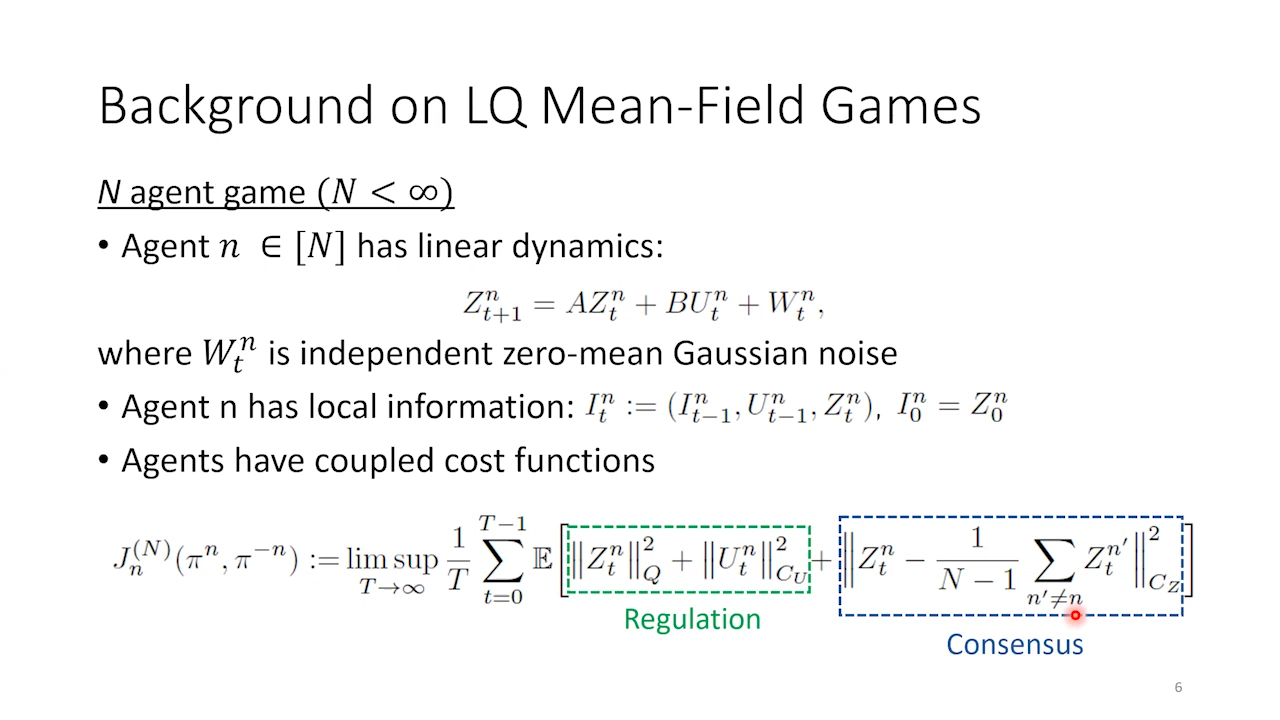 Background on LQ Mean-Field Games
N agent game (𝑁 < ∞)
• Agent 𝑛 ∈ [𝑁] has linear dynamics:
Z^n_{t+1} = AZ^n_t + BU^n_t + W^n_t,
where W^n_t is independent zero-mean Gaussian noise
• Agent n has local information: I^n_t := (I^n_{t−1}, U^n_{t−1}, Z^n_t), I^n_0 = Z^n_0
• Agents have coupled cost functions
J^{(N)}_n(π^n, π^{−n}) := lim sup_{T→∞} 1/T ∑_{t=0}^{T−1} 𝔼[‖Z^n_t‖^2_Q + ‖U^n_t‖^2_{C_U} + ‖Z^n_t − 1/(N − 1) ∑_{n′≠n} Z^{n′}_t‖^2_{C_Z}]
Regulation
Consensus
6